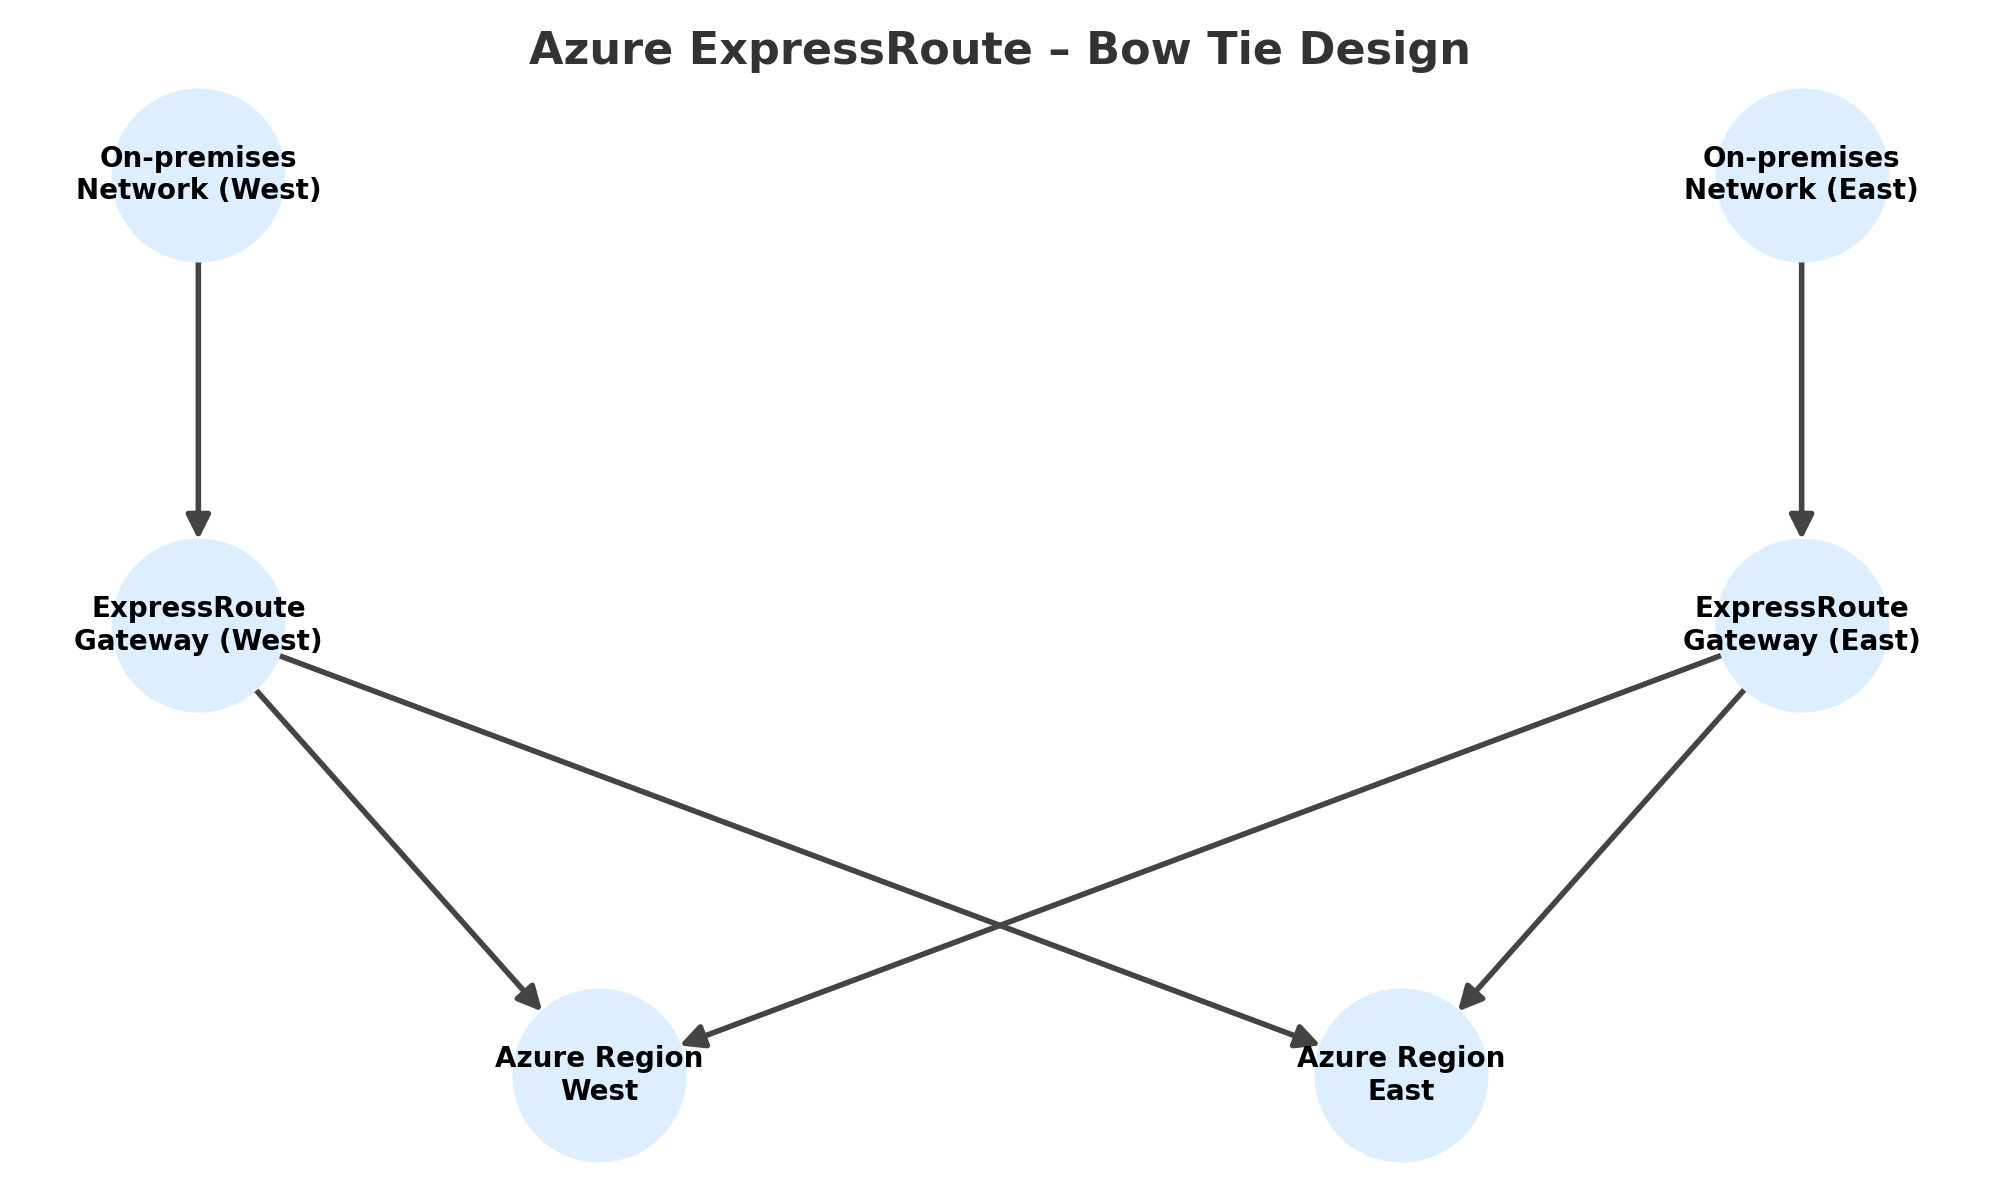 Azure ExpressRoute – Bow Tie Design
On-premises
Network (West)
On-premises
Network (East)
ExpressRoute
Gateway (West)
ExpressRoute
Gateway (East)
Azure Region
West
Azure Region
East